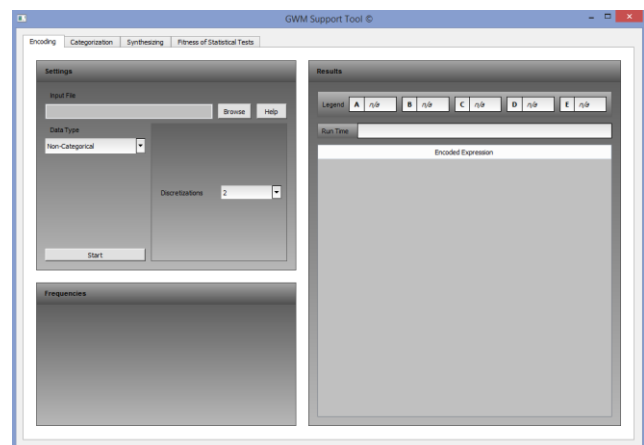 GWM Support Tool ©
Encoding Categorization Synthesizing Fitness of Statistical Tests
Settings
Input File
Browse Help
Data Type
Non-Categorical
Discretizations 2
Start
Frequencies
Results
Legend A n/a B n/a C n/a D n/a E n/a
Run Time
Encoded Expression